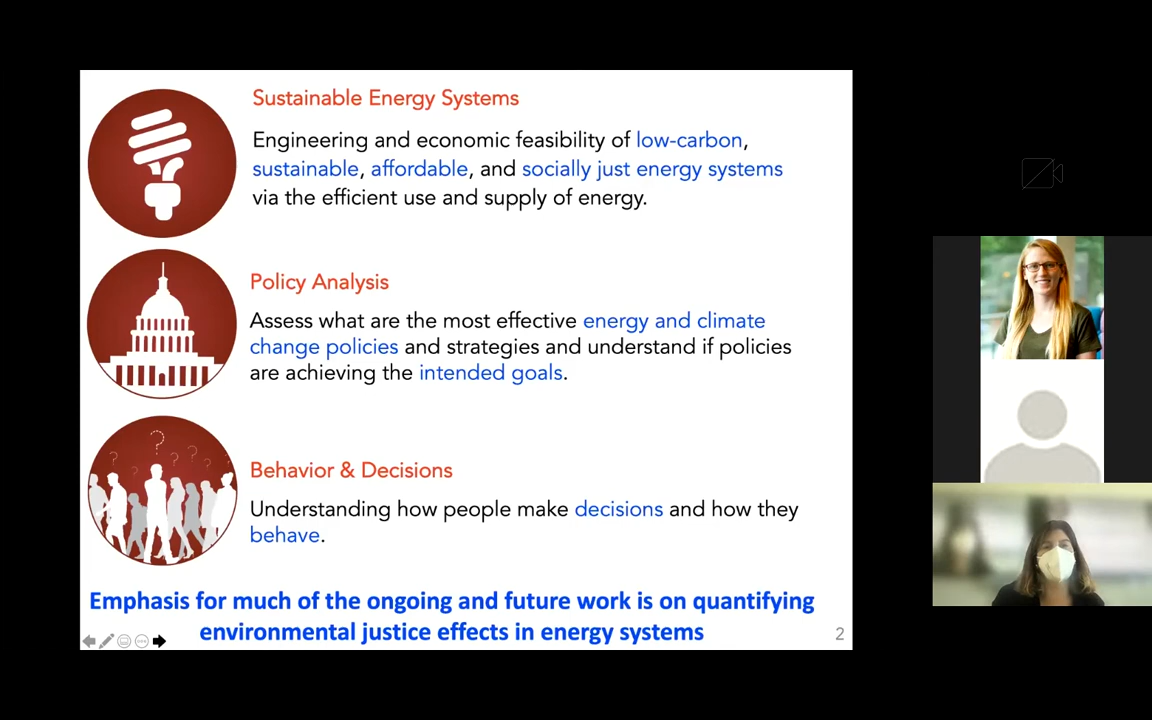 Sustainable Energy Systems
Engineering and economic feasibility of low-carbon,
sustainable, affordable, and socially just energy systems
via the efficient use and supply of energy.
Policy Analysis
Assess what are the most effective energy and climate
change policies and strategies and understand if policies
are achieving the intended goals.
Behavior & Decisions
Understanding how people make decisions and how they
behave.
Emphasis for much of the ongoing and future work is on quantifying
environmental justice effects in energy systems
2